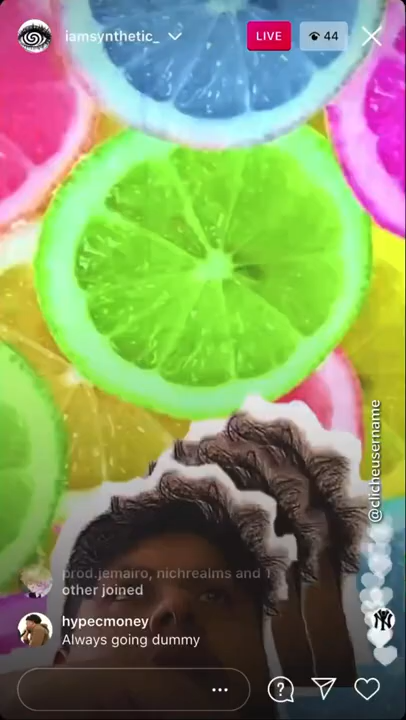 iamsynthetic_
LIVE
44
@clicheusername
prod.jemairo, nichrealms and 1
other joined
hypecmoney
Always going dummy